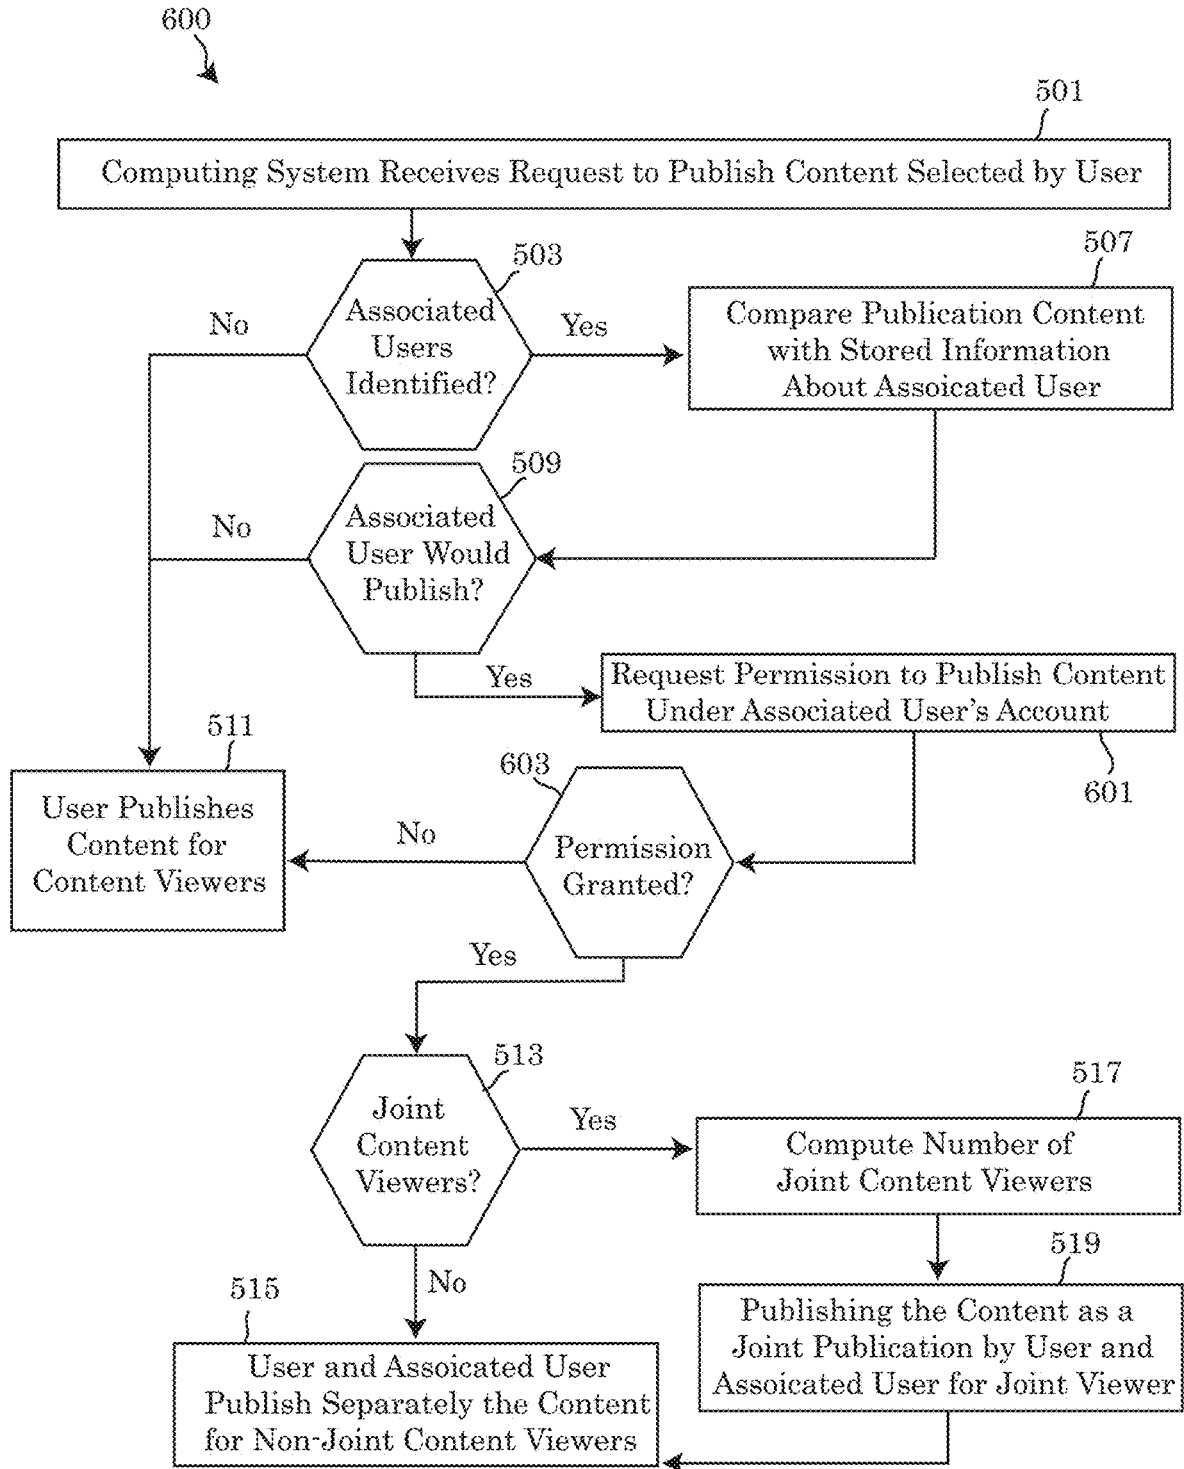 600
501
Computing System Receives Request to Publish Content Selected by User
503
Associated
Users
Identified?
No
Yes
507
Compare Publication Content
with Stored Information
About Assoicated User
509
Associated
User Would
Publish?
No
Yes
Request Permission to Publish Content
Under Associated User's Account
601
511
User Publishes
Content for
Content Viewers
603
Permission
Granted?
No
Yes
513
Joint
Content
Viewers?
Yes
No
517
Compute Number of
Joint Content Viewers
519
Publishing the Content as a
Joint Publication by User and
Assoicated User for Joint Viewer
515
User and Assoicated User
Publish Separately the Content
for Non-Joint Content Viewers